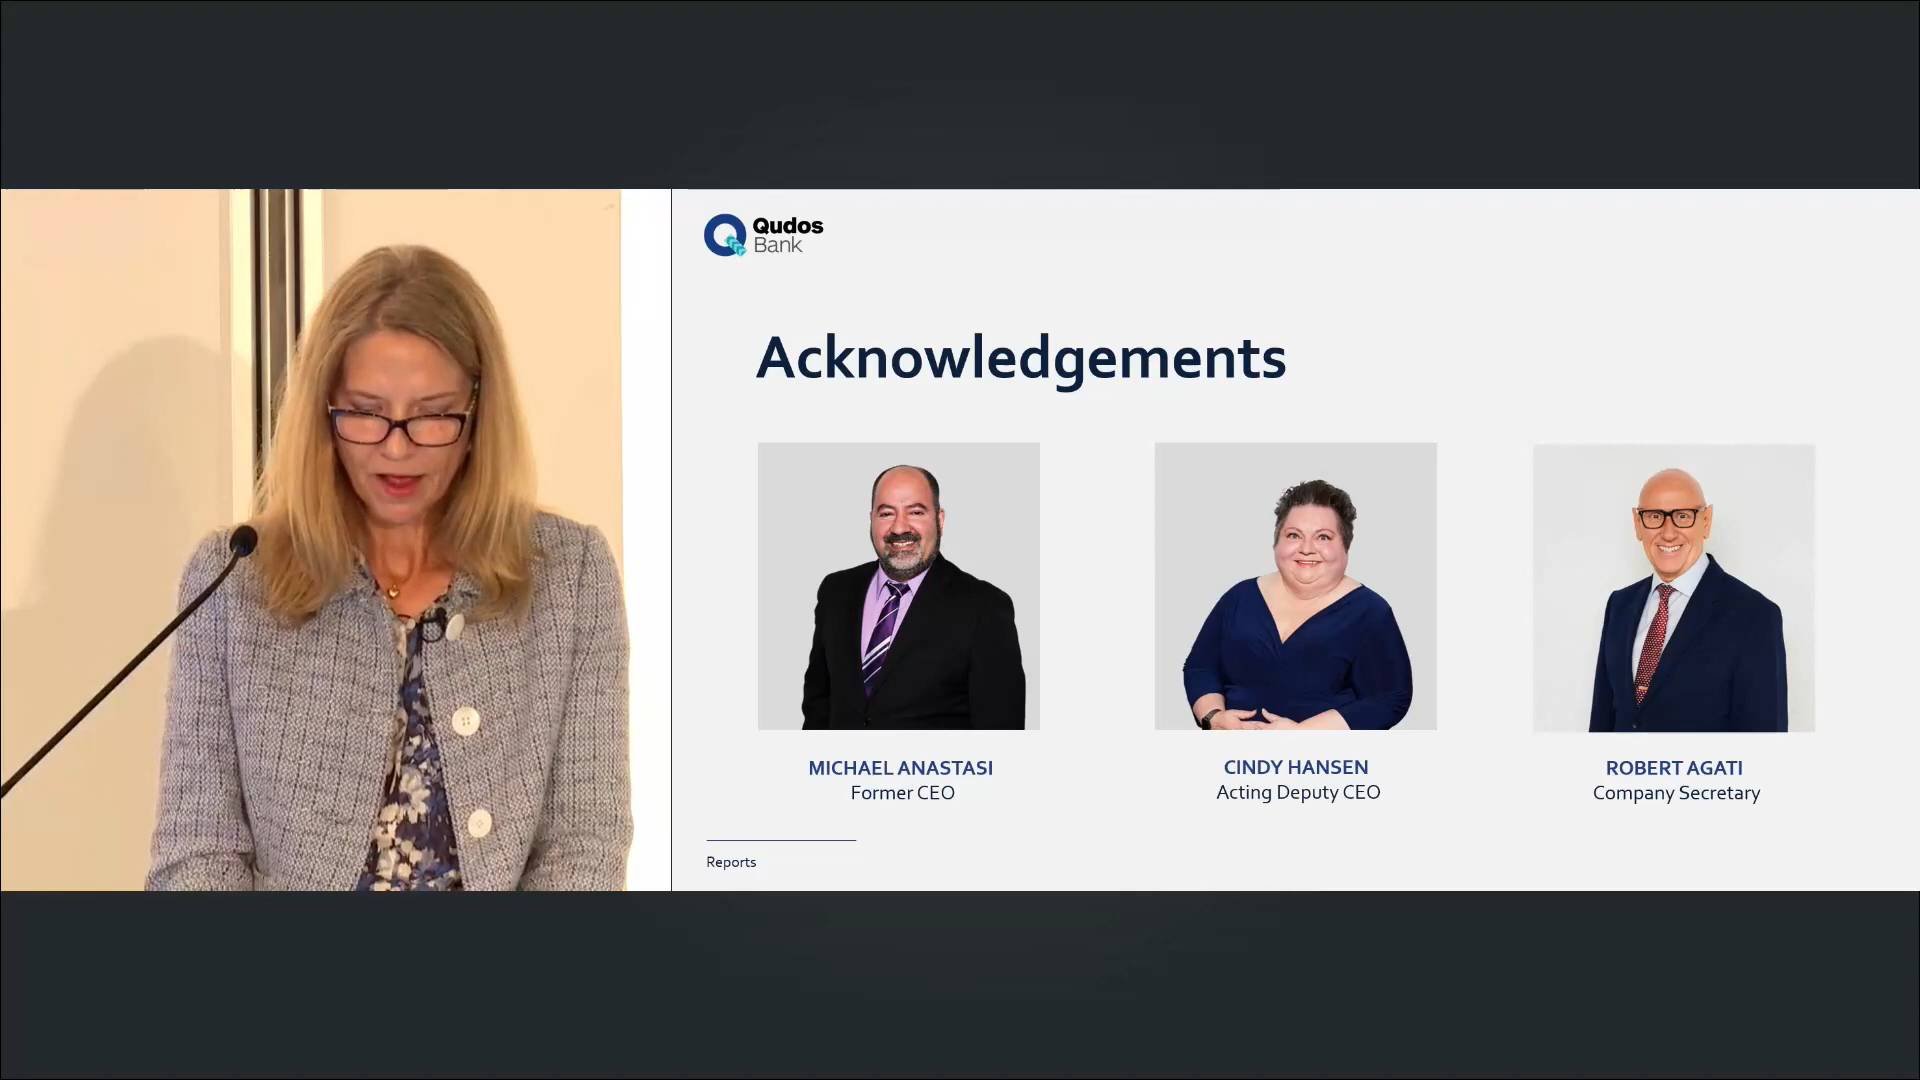 Qudos
Bank
Acknowledgements
MICHAEL ANASTASI
Former CEO
CINDY HANSEN
Acting Deputy CEO
ROBERT AGATI
Company Secretary
Reports